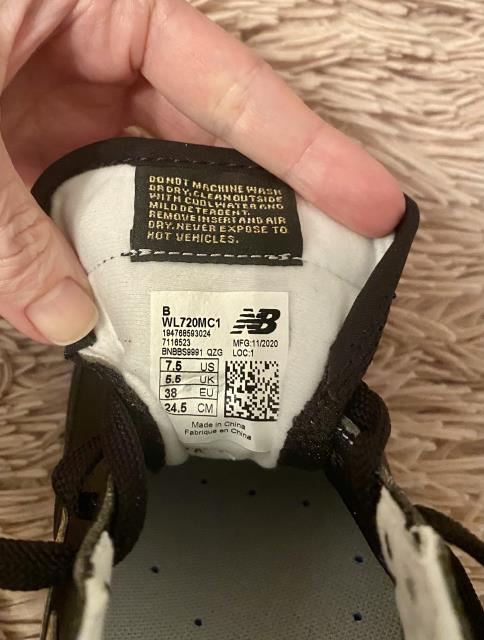 DO NOT MACHINE WASH
OR DRY. CLEAN OUTSIDE
WITH COOL WATER AND
MILD DETERGENT.
REMOVE INSERT AND AIR
DRY. NEVER EXPOSE TO
HOT VEHICLES.
B
WL720MC1
194768593024
7116523
BNBBS9991 QZG
NB
MFG:11/2020
LOC:1
7.5 US
5.5 UK
38 EU
24.5 CM
Made in China
Fabriqué en Chine